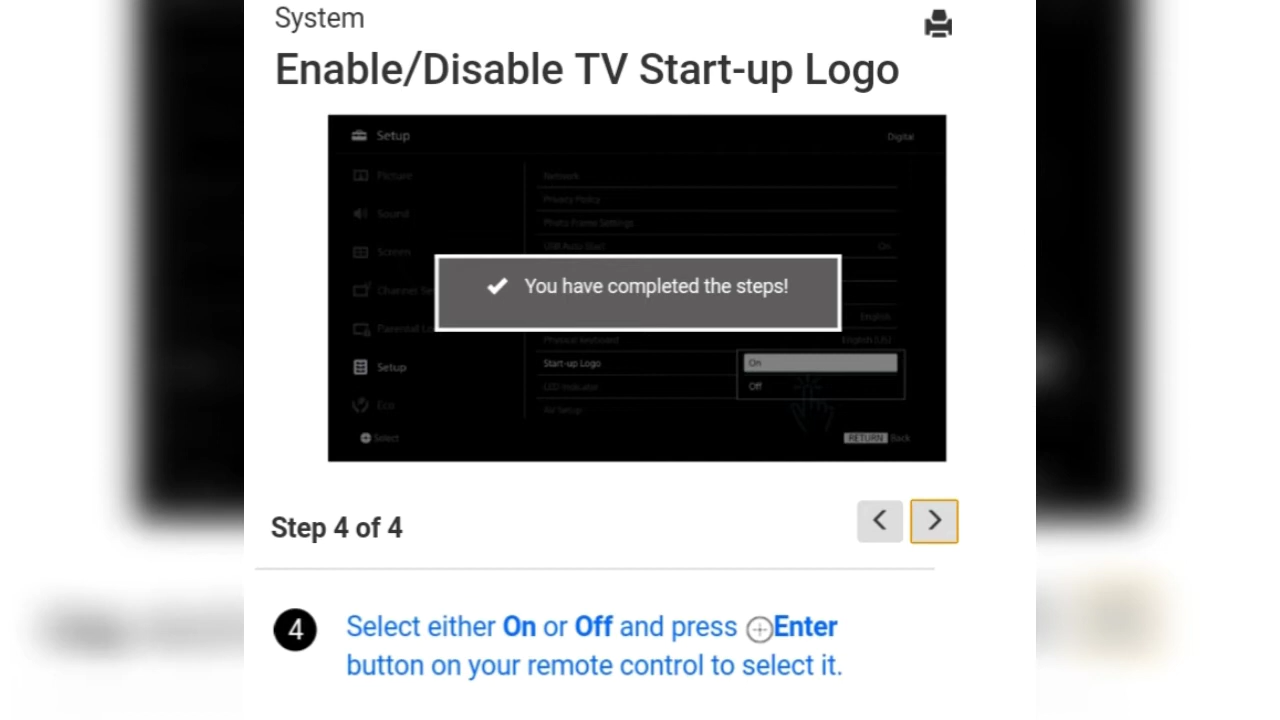 System
Enable/Disable TV Start-up Logo
Setup
Digital
Picture
Network
Privacy Policy
Sound
Photo Frame Settings
USB Auto Start
On
Screen
You have completed the steps!
Channel
English
Parental
Physical Keyboard
English (US)
Setup
Start-up Logo
On
LED Indicator
Off
Eco
AV Setup
Select
RETURN Back
Step 4 of 4
4
Select either On or Off and press Enter
button on your remote control to select it.